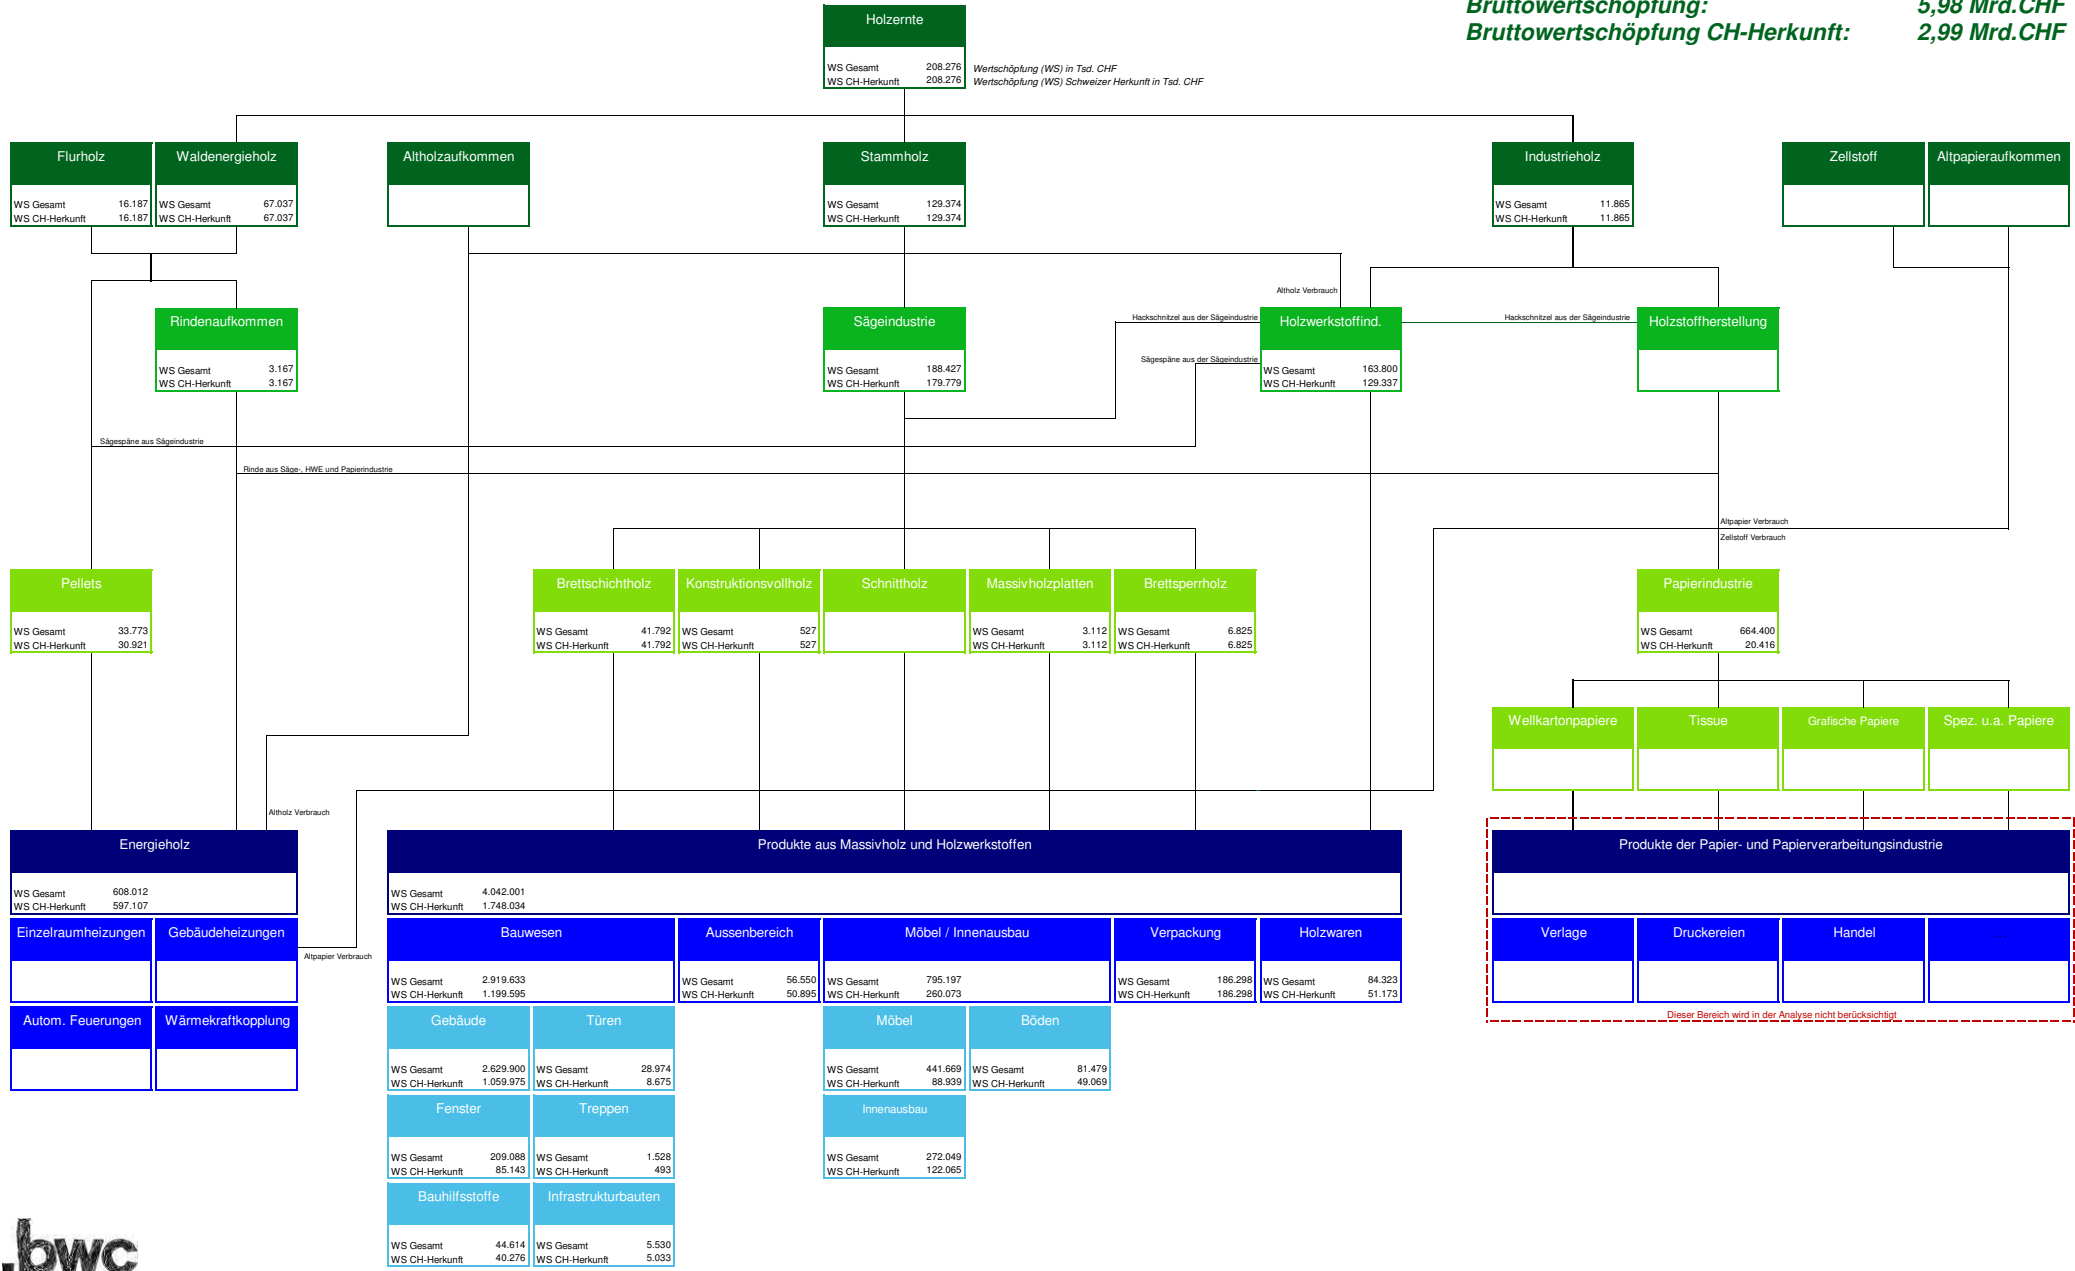 Bruttowertschöpfung: 5,98 Mrd.CHF
Bruttowertschöpfung CH-Herkunft: 2,99 Mrd.CHF
Holzernte
WS Gesamt 208.276 Wertschöpfung (WS) in Tsd. CHF
WS CH-Herkunft 208.276 Wertschöpfung (WS) Schweizer Herkunft in Tsd. CHF
Flurholz
WS Gesamt 16.187
WS CH-Herkunft 16.187
Waldenergieholz
WS Gesamt 67.037
WS CH-Herkunft 67.037
Altholzaufkommen
Stammholz
WS Gesamt 129.374
WS CH-Herkunft 129.374
Industrieholz
WS Gesamt 11.865
WS CH-Herkunft 11.865
Zellstoff
Altpapieraufkommen
Altholz Verbrauch
Rindenaufkommen
WS Gesamt 3.167
WS CH-Herkunft 3.167
Sägeindustrie
WS Gesamt 188.427
WS CH-Herkunft 179.779
Hackschnitzel aus der Sägeindustrie
Sägespäne aus der Sägeindustrie
Holzwerkstoffind.
WS Gesamt 163.800
WS CH-Herkunft 129.337
Hackschnitzel aus der Sägeindustrie
Holzstoffherstellung
Sägespäne aus Sägeindustrie
Rinde aus Säge-, HWE und Papierindustrie
Altpapier Verbrauch
Zellstoff Verbrauch
Pellets
WS Gesamt 33.773
WS CH-Herkunft 30.921
Brettschichtholz
WS Gesamt 41.792
WS CH-Herkunft 41.792
Konstruktionsvollholz
WS Gesamt 527
WS CH-Herkunft 527
Schnittholz
Massivholzplatten
WS Gesamt 3.112
WS CH-Herkunft 3.112
Brettsperrholz
WS Gesamt 6.825
WS CH-Herkunft 6.825
Papierindustrie
WS Gesamt 664.400
WS CH-Herkunft 20.416
Wellkartonpapiere
Tissue
Grafische Papiere
Spez. u.a. Papiere
Altholz Verbrauch
Energieholz
WS Gesamt 608.012
WS CH-Herkunft 597.107
Produkte aus Massivholz und Holzwerkstoffen
WS Gesamt 4.042.001
WS CH-Herkunft 1.748.034
Produkte der Papier- und Papierverarbeitungsindustrie
Einzelraumheizungen
Gebäudeheizungen
Altpapier Verbrauch
Bauwesen
WS Gesamt 2.919.633
WS CH-Herkunft 1.199.595
Aussenbereich
WS Gesamt 56.550
WS CH-Herkunft 50.895
Möbel / Innenausbau
WS Gesamt 795.197
WS CH-Herkunft 260.073
Verpackung
WS Gesamt 186.298
WS CH-Herkunft 186.298
Holzwaren
WS Gesamt 84.323
WS CH-Herkunft 51.173
Verlage
Druckereien
Handel
...
Dieser Bereich wird in der Analyse nicht berücksichtigt
Autom. Feuerungen
Wärmekraftkopplung
Gebäude
WS Gesamt 2.629.900
WS CH-Herkunft 1.059.975
Türen
WS Gesamt 28.974
WS CH-Herkunft 8.675
Möbel
WS Gesamt 441.669
WS CH-Herkunft 88.939
Böden
WS Gesamt 81.479
WS CH-Herkunft 49.069
Fenster
WS Gesamt 209.088
WS CH-Herkunft 85.143
Treppen
WS Gesamt 1.528
WS CH-Herkunft 493
Innenausbau
WS Gesamt 272.049
WS CH-Herkunft 122.065
Bauhilfsstoffe
WS Gesamt 44.614
WS CH-Herkunft 40.276
Infrastrukturbauten
WS Gesamt 5.530
WS CH-Herkunft 5.033
.bwc